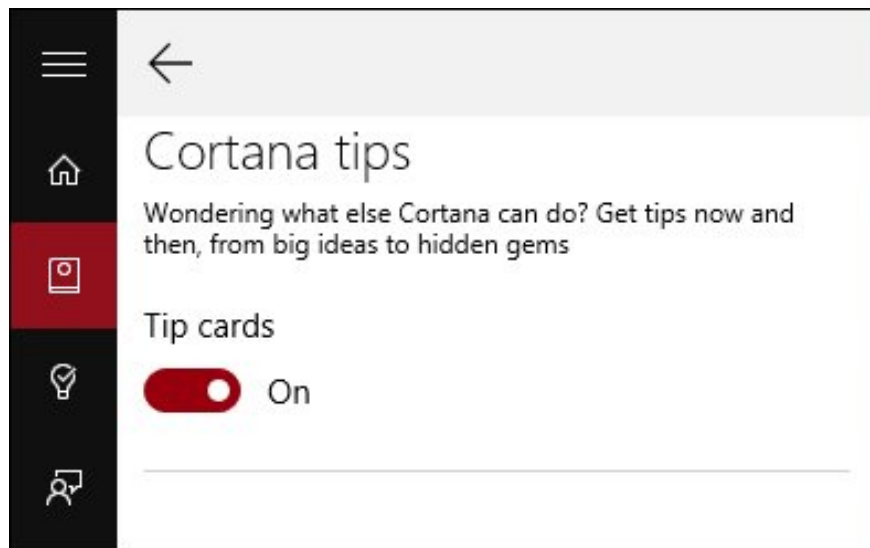 Cortana tips
Wondering what else Cortana can do? Get tips now and
then, from big ideas to hidden gems
Tip cards
On